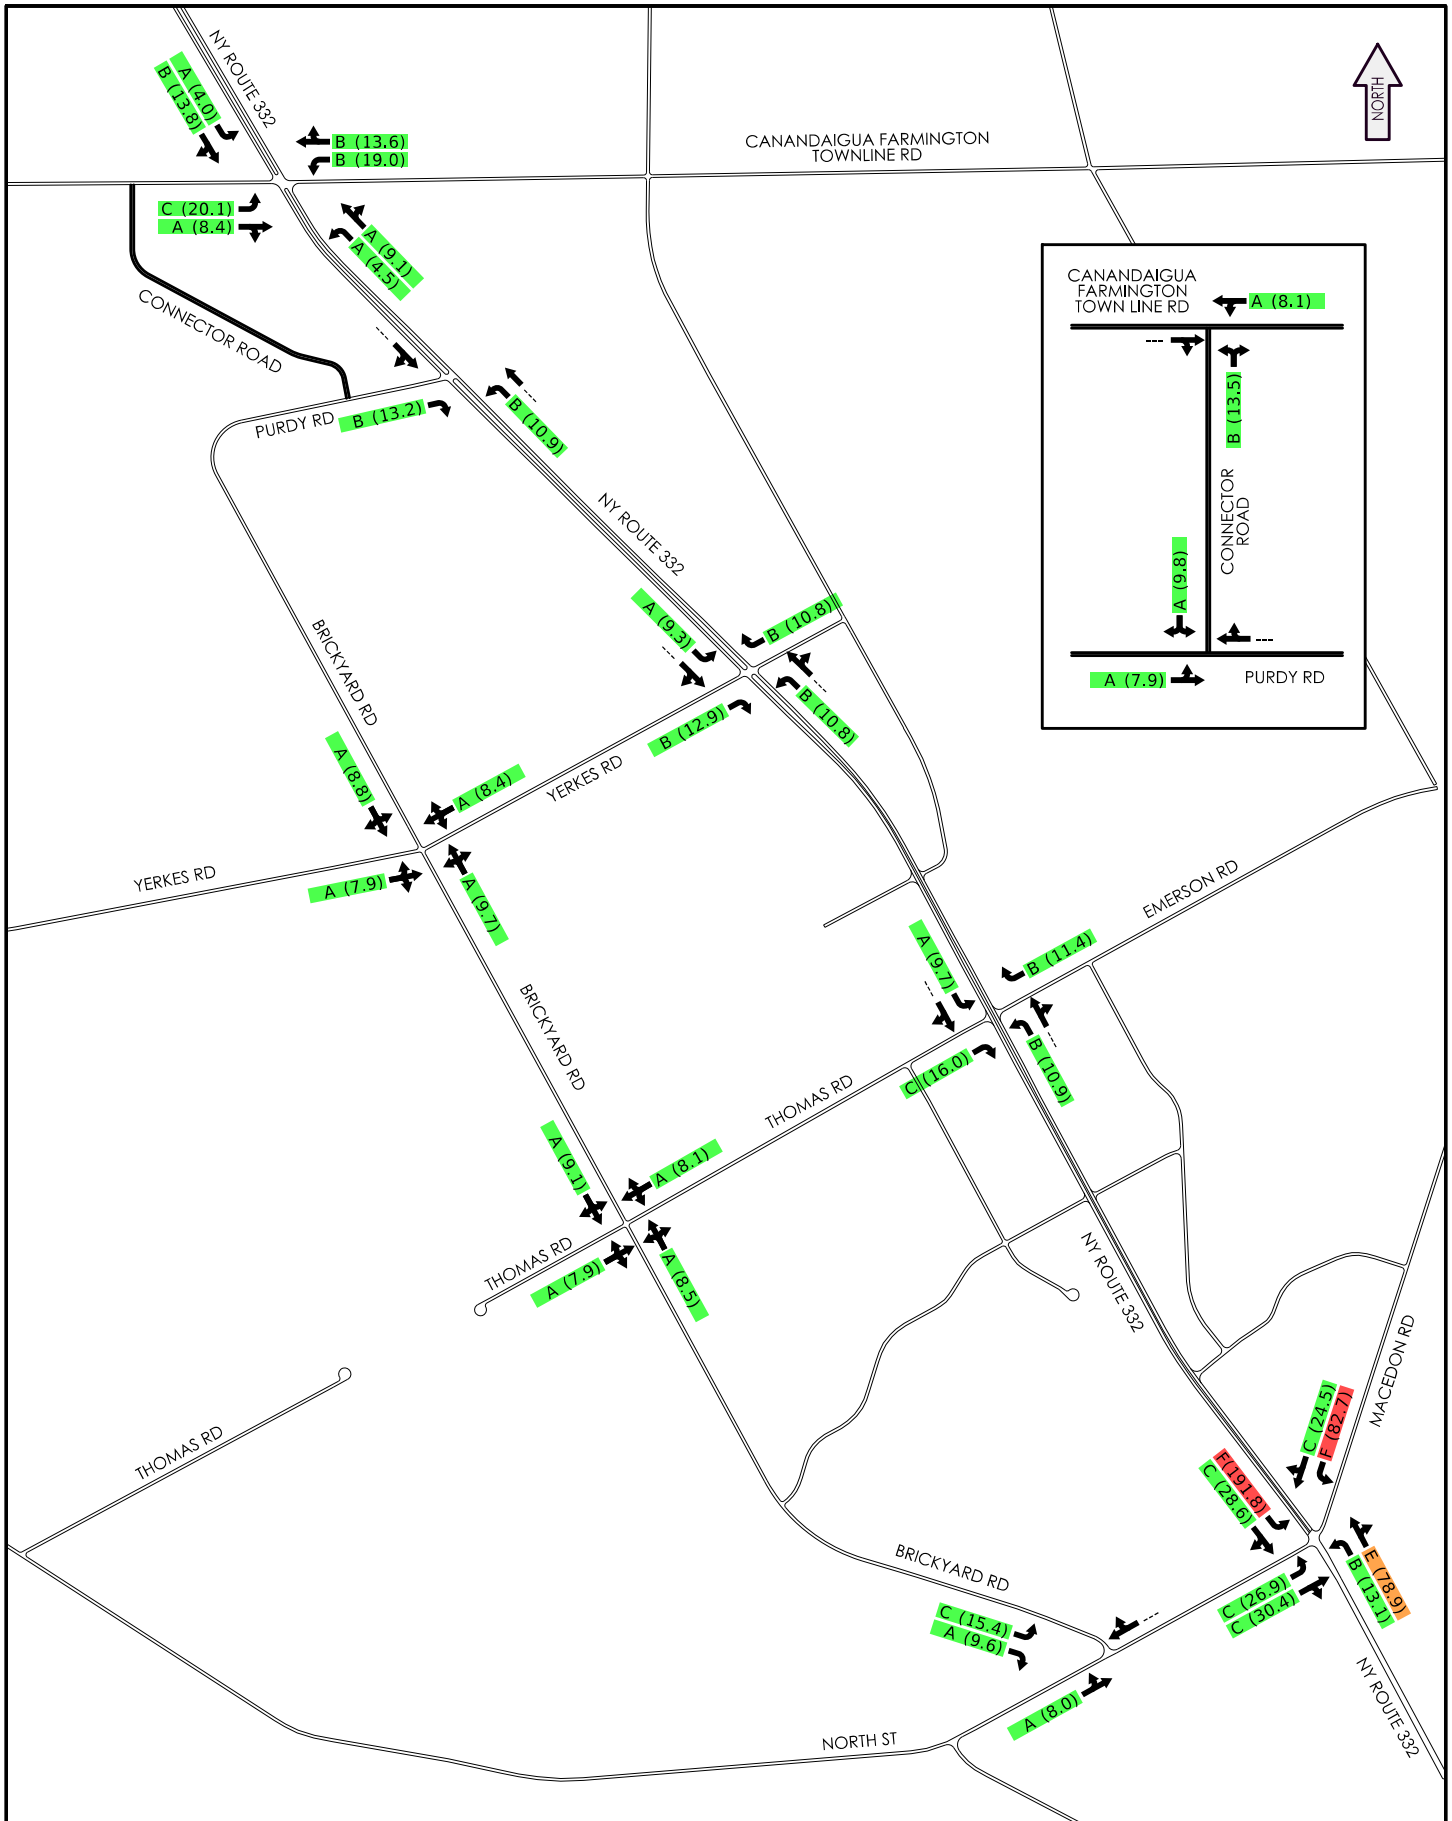 NY ROUTE 332
A (4.0)
B (13.8)
B (13.6)
B (19.0)
CANANDAIGUA FARMINGTON
TOWNLINE RD
NORTH
C (20.1)
A (8.4)
A (9.1)
A (4.5)
CONNECTOR ROAD
PURDY RD
B (13.2)
B (10.9)
CANANDAIGUA
FARMINGTON
TOWN LINE RD
A (8.1)
---
B (13.5)
CONNECTOR
ROAD
A (9.8)
---
A (7.9)
PURDY RD
NY ROUTE 332
BRICKYARD RD
A (9.3)
B (10.8)
B (12.9)
B (10.8)
YERKES RD
A (8.8)
A (8.4)
YERKES RD
A (7.9)
A (9.7)
EMERSON RD
A (9.7)
B (11.4)
BRICKYARD RD
C (16.0)
B (10.9)
THOMAS RD
A (9.1)
A (8.1)
THOMAS RD
A (7.9)
A (8.5)
NY ROUTE 332
MACEDON RD
THOMAS RD
C (24.5)
F (82.7)
F(191.8)
C (28.6)
E (78.9)
B (13.1)
BRICKYARD RD
C (26.9)
C (30.4)
C (15.4)
A (9.6)
A (8.0)
NORTH ST
NY ROUTE 332